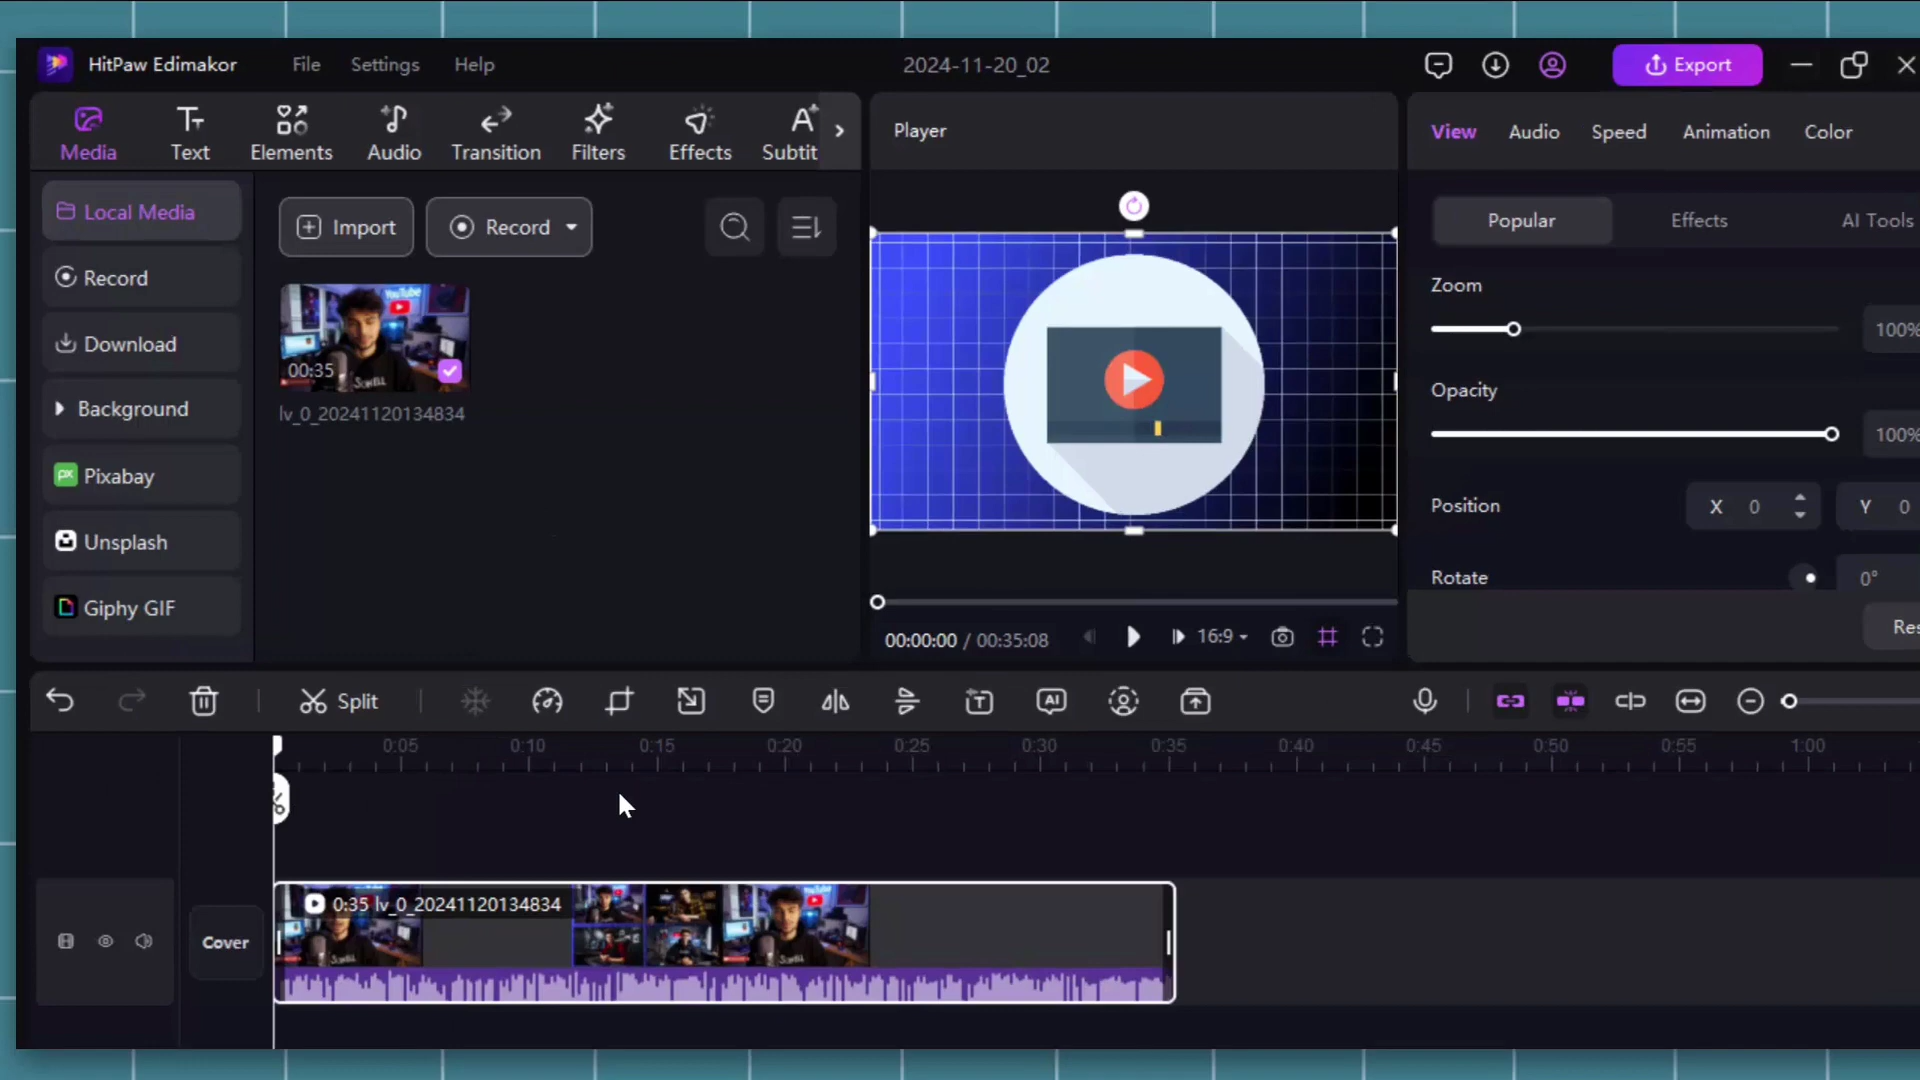 HitPaw Edimakor
File
Settings
Help
2024-11-20_02
Export
Media
Text
Elements
Audio
Transition
Filters
Effects
Subtit
Player
View
Audio
Speed
Animation
Color
Local Media
Record
Download
Background
Pixabay
Unsplash
Giphy GIF
Import
Record
YouTube
00:35
lv_0_20241120134834
Popular
Effects
AI Tools
Zoom
100%
Opacity
100%
Position
X 0
Y 0
Rotate
0°
Res
00:00:00 / 00:35:08
16:9
Split
AI
0:05
0:10
0:15
0:20
0:25
0:30
0:35
0:40
0:45
0:50
0:55
1:00
Cover
0:35 lv_0_20241120134834